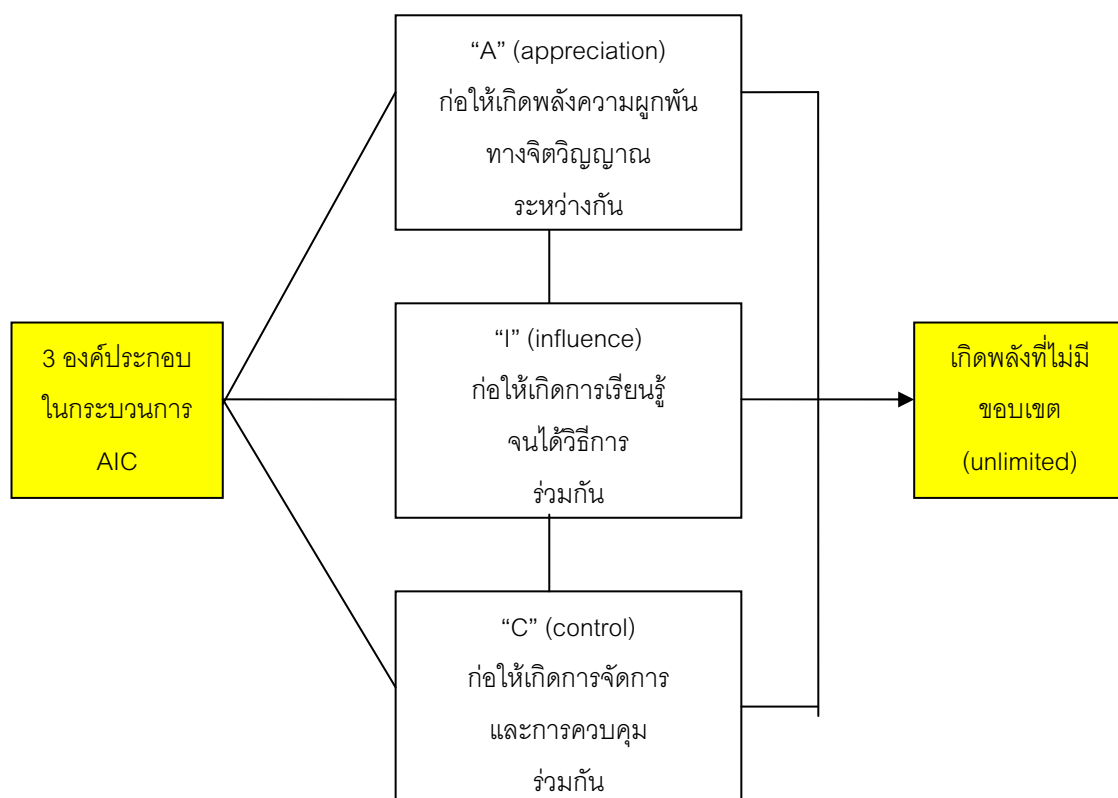 3 องค์ประกอบ
ในกระบวนการ
AIC
“A” (appreciation)
ก่อให้เกิดพลังความผูกพัน
ทางจิตวิญญาณ
ระหว่างกัน
“I” (influence)
ก่อให้เกิดการเรียนรู้
จนได้วิธีการ
ร่วมกัน
“C” (control)
ก่อให้เกิดการจัดการ
และการควบคุม
ร่วมกัน
เกิดพลังที่ไม่มี
ขอบเขต
(unlimited)